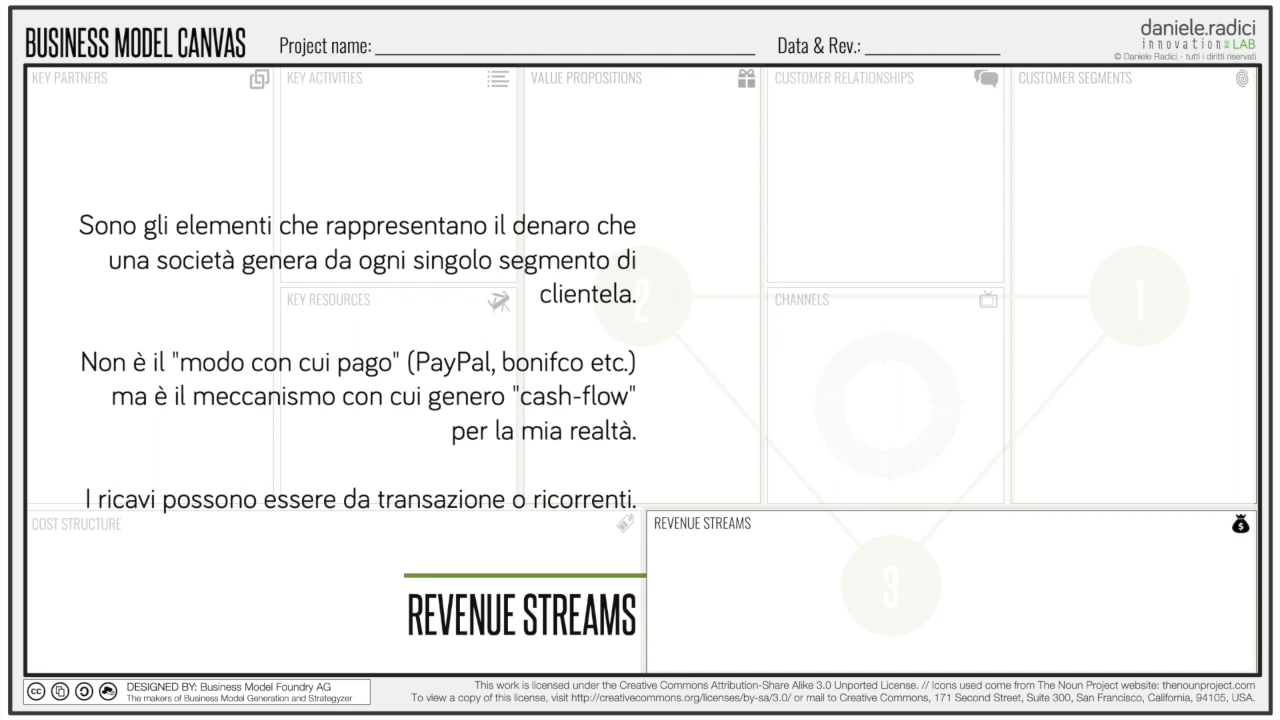 BUSINESS MODEL CANVAS
Project name:
Data & Rev.:
daniele.radici
innovation LAB
© Daniele Radici - tutti i diritti riservati
KEY PARTNERS
KEY ACTIVITIES
VALUE PROPOSITIONS
CUSTOMER RELATIONSHIPS
CUSTOMER SEGMENTS
Sono gli elementi che rappresentano il denaro che
una società genera da ogni singolo segmento di
clientela.
KEY RESOURCES
CHANNELS
2
1
Non è il "modo con cui pago" (PayPal, bonifco etc.)
ma è il meccanismo con cui genero "cash-flow"
per la mia realtà.
I ricavi possono essere da transazione o ricorrenti.
COST STRUCTURE
REVENUE STREAMS
$
3
REVENUE STREAMS
cc
DESIGNED BY: Business Model Foundry AG
The makers of Business Model Generation and Strategyzer
This work is licensed under the Creative Commons Attribution-Share Alike 3.0 Unported License. // Icons used come from The Noun Project website: thenounproject.com
To view a copy of this license, visit http://creativecommons.org/licenses/by-sa/3.0/ or mail to Creative Commons, 171 Second Street, Suite 300, San Francisco, California, 94105, USA.